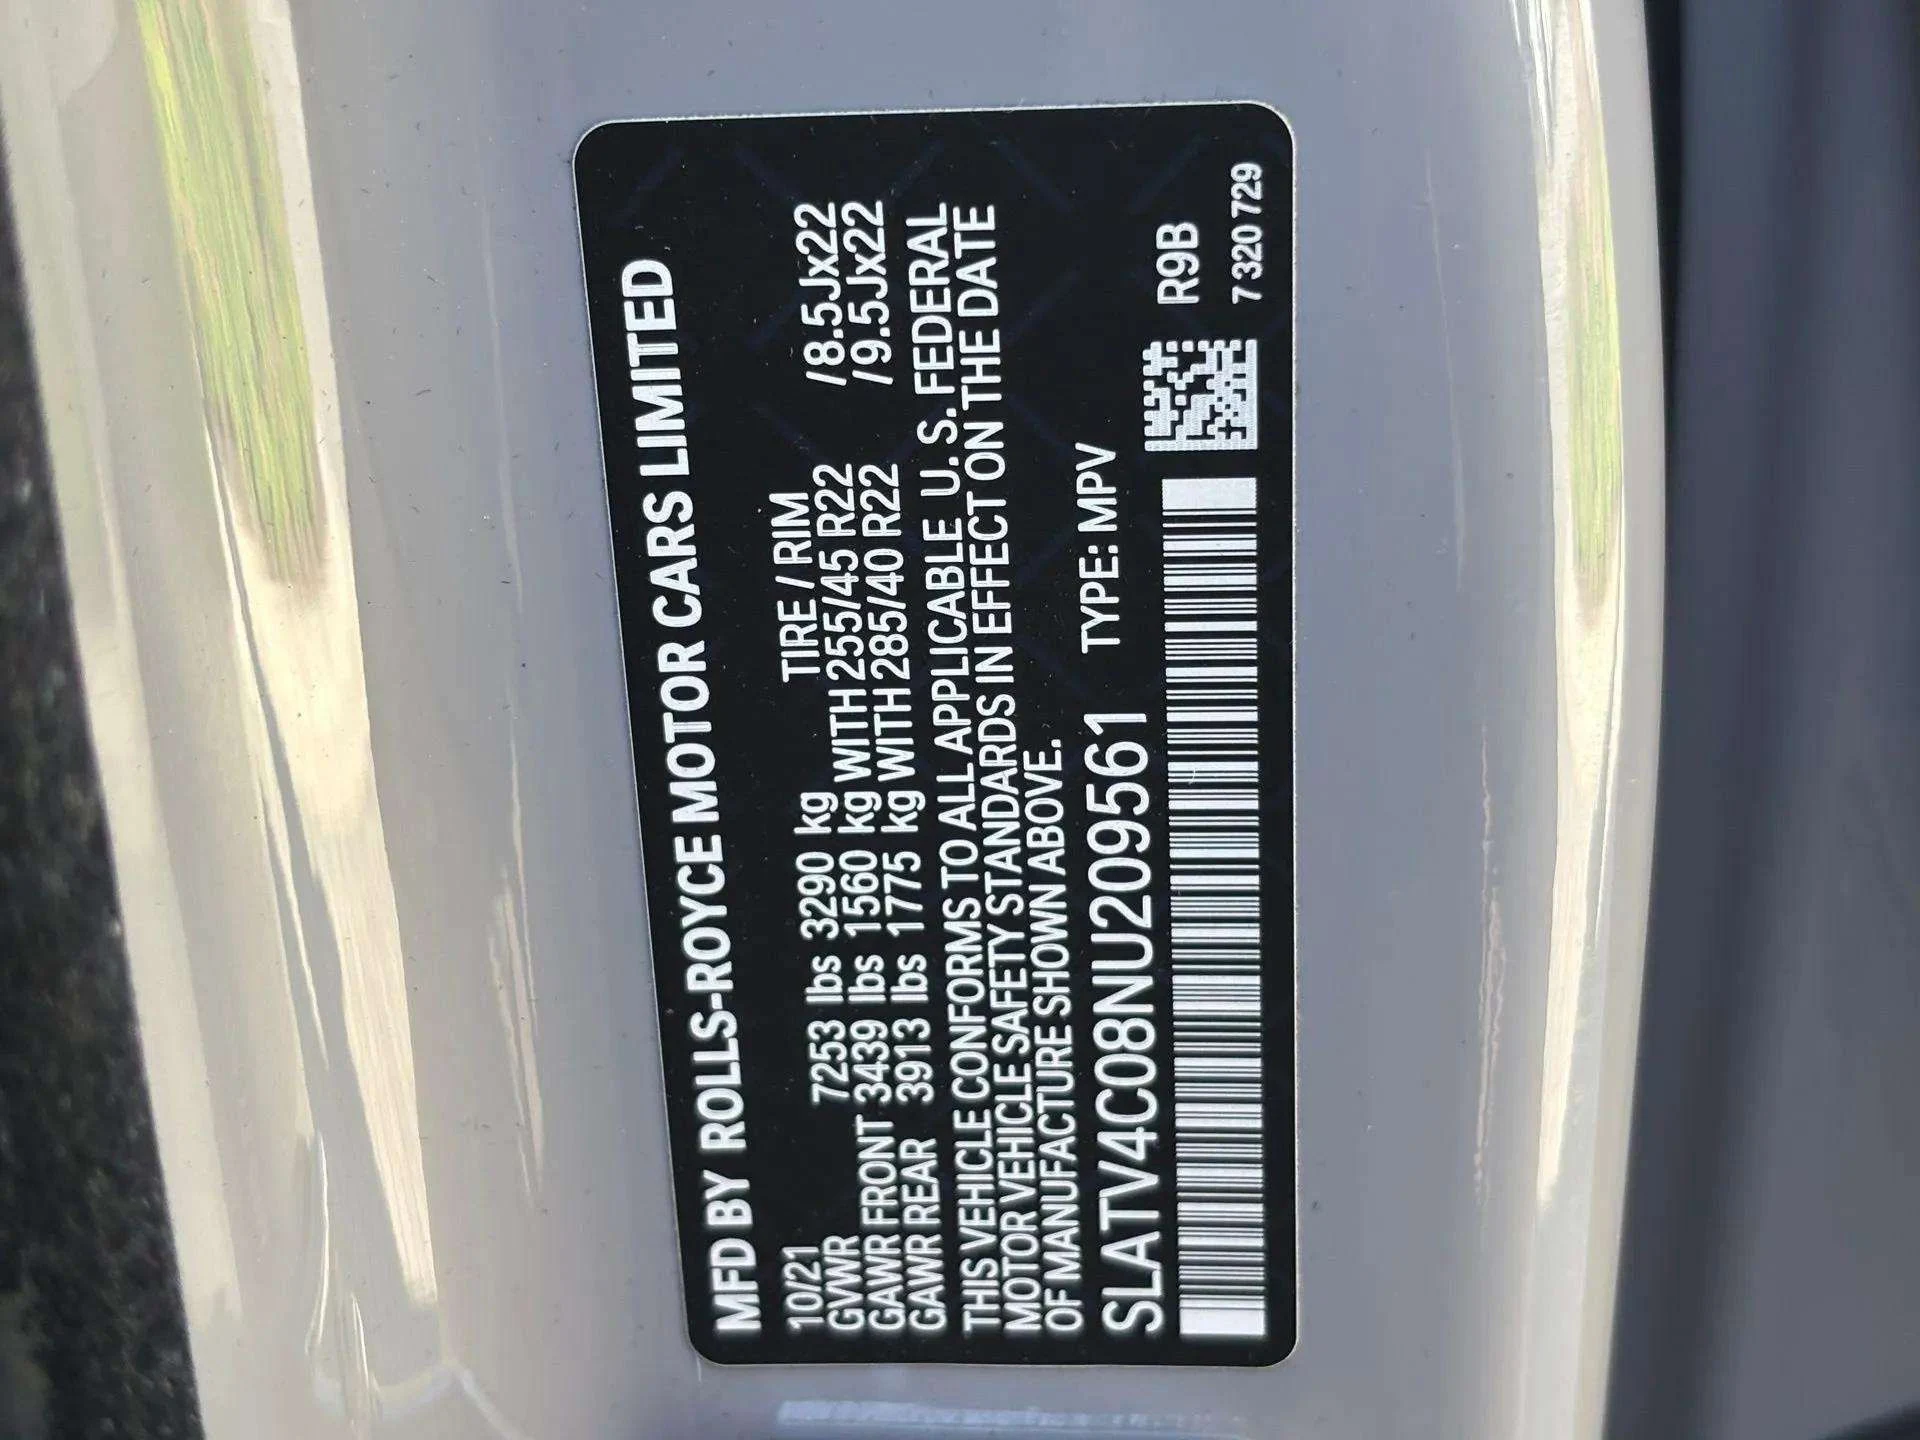 MFD BY ROLLS-ROYCE MOTOR CARS LIMITED
10/21 TIRE / RIM
GVWR 7253 lbs 3290 kg
GAWR FRONT 3439 lbs 1560 kg WITH 255/45 R22 /8.5Jx22
GAWR REAR 3913 lbs 1775 kg WITH 285/40 R22 /9.5Jx22
THIS VEHICLE CONFORMS TO ALL APPLICABLE U.S. FEDERAL
MOTOR VEHICLE SAFETY STANDARDS IN EFFECT ON THE DATE
OF MANUFACTURE SHOWN ABOVE.
SLATV4C08NU209561 TYPE: MPV
R9B
7 320 729